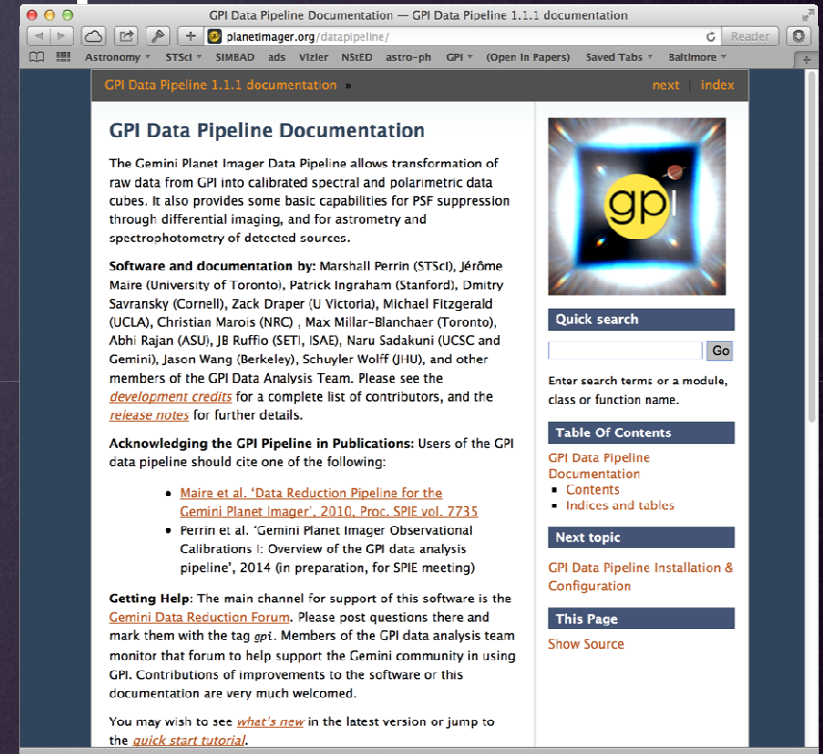 GPI Data Pipeline Documentation — GPI Data Pipeline 1.1.1 documentation
planetimager.org/datapipeline/
Reader
Astronomy STScI SIMBAD ads Vizier NStED astro-ph GPI (Open in Papers) Saved Tabs Baltimore
GPI Data Pipeline 1.1.1 documentation »
next | index
GPI Data Pipeline Documentation
The Gemini Planet Imager Data Pipeline allows transformation of
raw data from GPI into calibrated spectral and polarimetric data
cubes. It also provides some basic capabilities for PSF suppression
through differential imaging, and for astrometry and
spectrophotometry of detected sources.
Software and documentation by: Marshall Perrin (STScI), Jérôme
Maire (University of Toronto), Patrick Ingraham (Stanford), Dmitry
Savransky (Cornell), Zack Draper (U Victoria), Michael Fitzgerald
(UCLA), Christian Marois (NRC) , Max Millar-Blanchaer (Toronto),
Abhi Rajan (ASU), JB Ruffio (SETI, ISAE), Naru Sadakuni (UCSC and
Gemini), Jason Wang (Berkeley), Schuyler Wolff (JHU), and other
members of the GPI Data Analysis Team. Please see the
development credits for a complete list of contributors, and the
release notes for further details.
Acknowledging the GPI Pipeline in Publications: Users of the GPI
data pipeline should cite one of the following:
• Maire et al. ‘Data Reduction Pipeline for the
Gemini Planet Imager’, 2010, Proc. SPIE vol. 7735
• Perrin et al. ‘Gemini Planet Imager Observational
Calibrations I: Overview of the GPI data analysis
pipeline’, 2014 (in preparation, for SPIE meeting)
Getting Help: The main channel for support of this software is the
Gemini Data Reduction Forum. Please post questions there and
mark them with the tag gpi. Members of the GPI data analysis team
monitor that forum to help support the Gemini community in using
GPI. Contributions of improvements to the software or this
documentation are very much welcomed.
You may wish to see what's new in the latest version or jump to
the quick start tutorial.
gpi
Quick search
Go
Enter search terms or a module,
class or function name.
Table Of Contents
GPI Data Pipeline
Documentation
▪ Contents
▪ Indices and tables
Next topic
GPI Data Pipeline Installation &
Configuration
This Page
Show Source